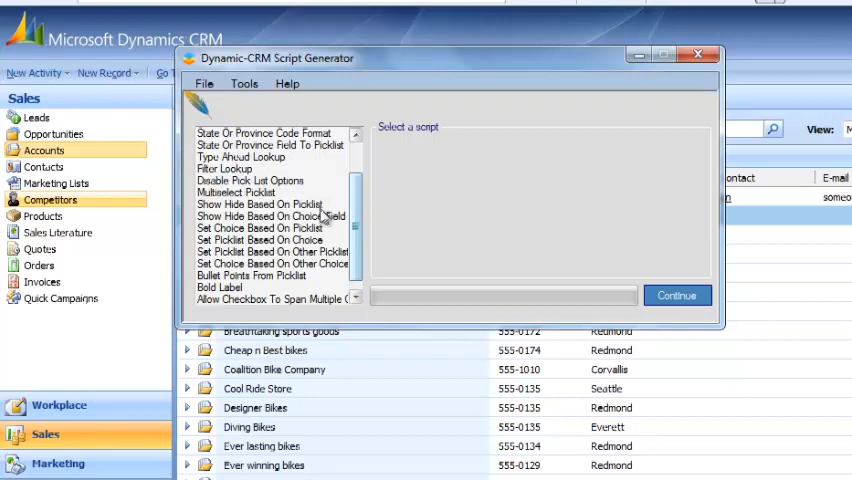 Microsoft Dynamics CRM
New Activity
New Record
Go T
Sales
Leads
Opportunities
Accounts
Contacts
Marketing Lists
Competitors
Products
Sales Literature
Quotes
Orders
Invoices
Quick Campaigns
Workplace
Sales
Marketing
Dynamic-CRM Script Generator
File
Tools
Help
State Or Province Code Format
State Or Province Field To Picklist
Type Ahead Lookup
Filter Lookup
Disable Pick List Options
Multiselect Picklist
Show Hide Based On Picklist
Show Hide Based On Choice Field
Set Choice Based On Picklist
Set Picklist Based On Choice
Set Picklist Based On Other Picklist
Set Choice Based On Other Choice
Bullet Points From Picklist
Bold Label
Allow Checkbox To Span Multiple C
Select a script
Continue
View: M
ontact
E-mail
n
someo
Breathtaking sports goods 555-0172 Redmond
Cheap n Best bikes 555-0174 Redmond
Coalition Bike Company 555-1010 Corvallis
Cool Ride Store 555-0135 Seattle
Designer Bikes 555-0135 Redmond
Diving Bikes 555-0135 Everett
Ever lasting bikes 555-0134 Redmond
Ever winning bikes 555-0129 Redmond